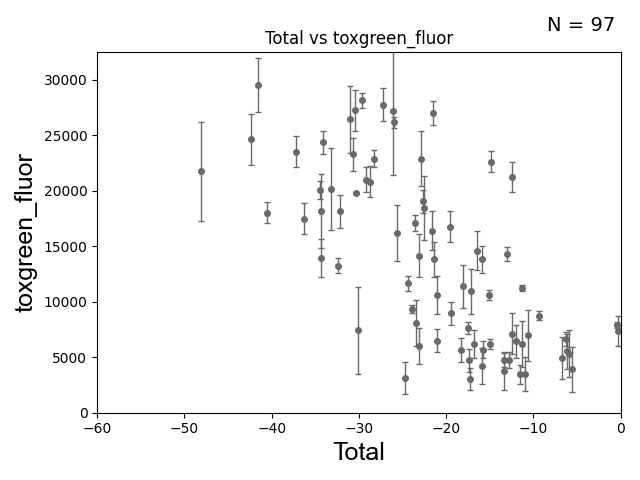 N = 97
Total vs toxgreen_fluor
30000
25000
20000
15000
10000
5000
0
toxgreen_fluor
−60 −50 −40 −30 −20 −10 0
Total